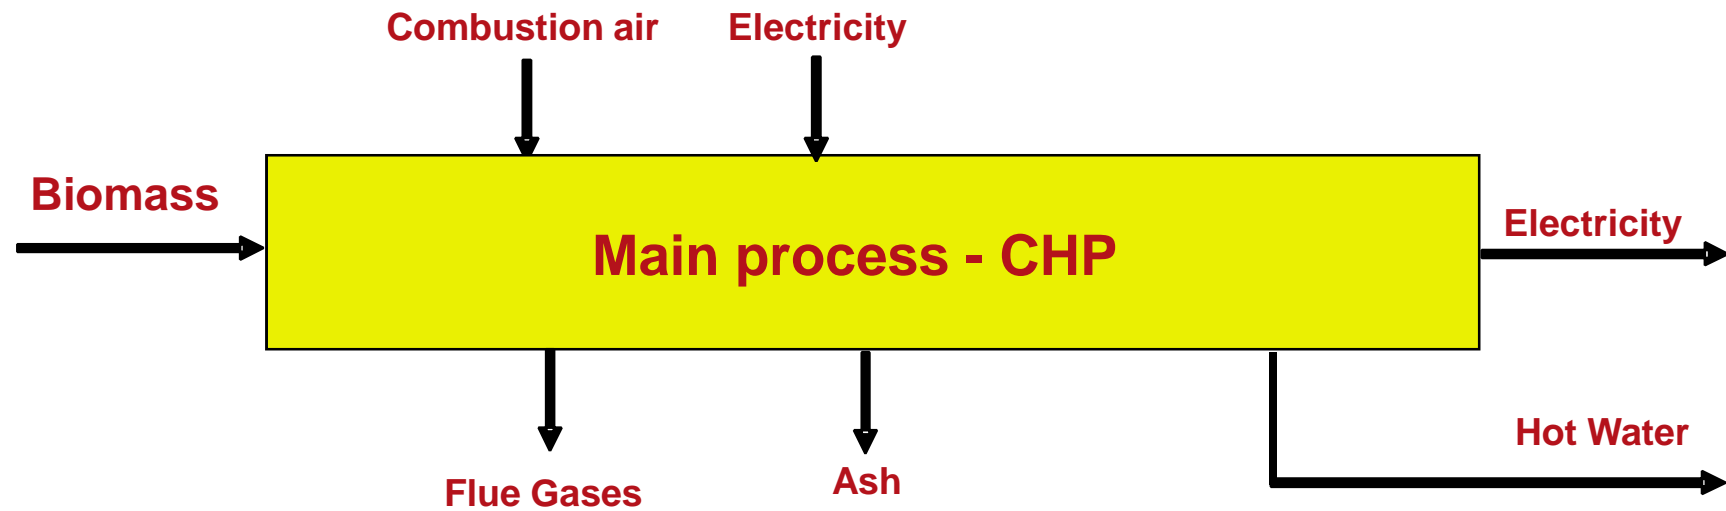 Combustion air
Electricity
Biomass
Main process - CHP
Electricity
Hot Water
Flue Gases
Ash